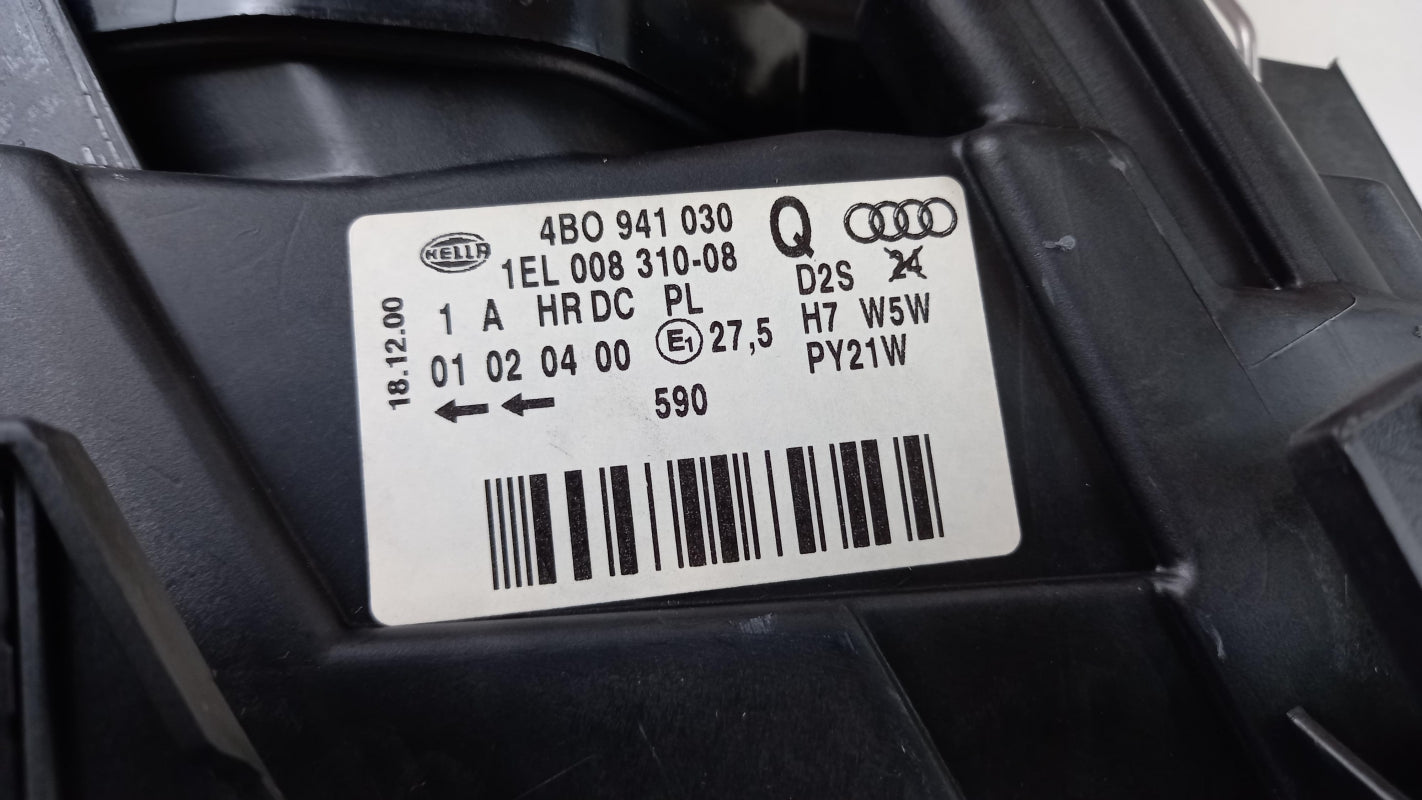 HELLA
4B0 941 030 Q
1EL 008 310-08
D2S 24
1 A HR DC PL
H7 W5W
01 02 04 00 E1 27,5
PY21W
← ← 590
18.12.00